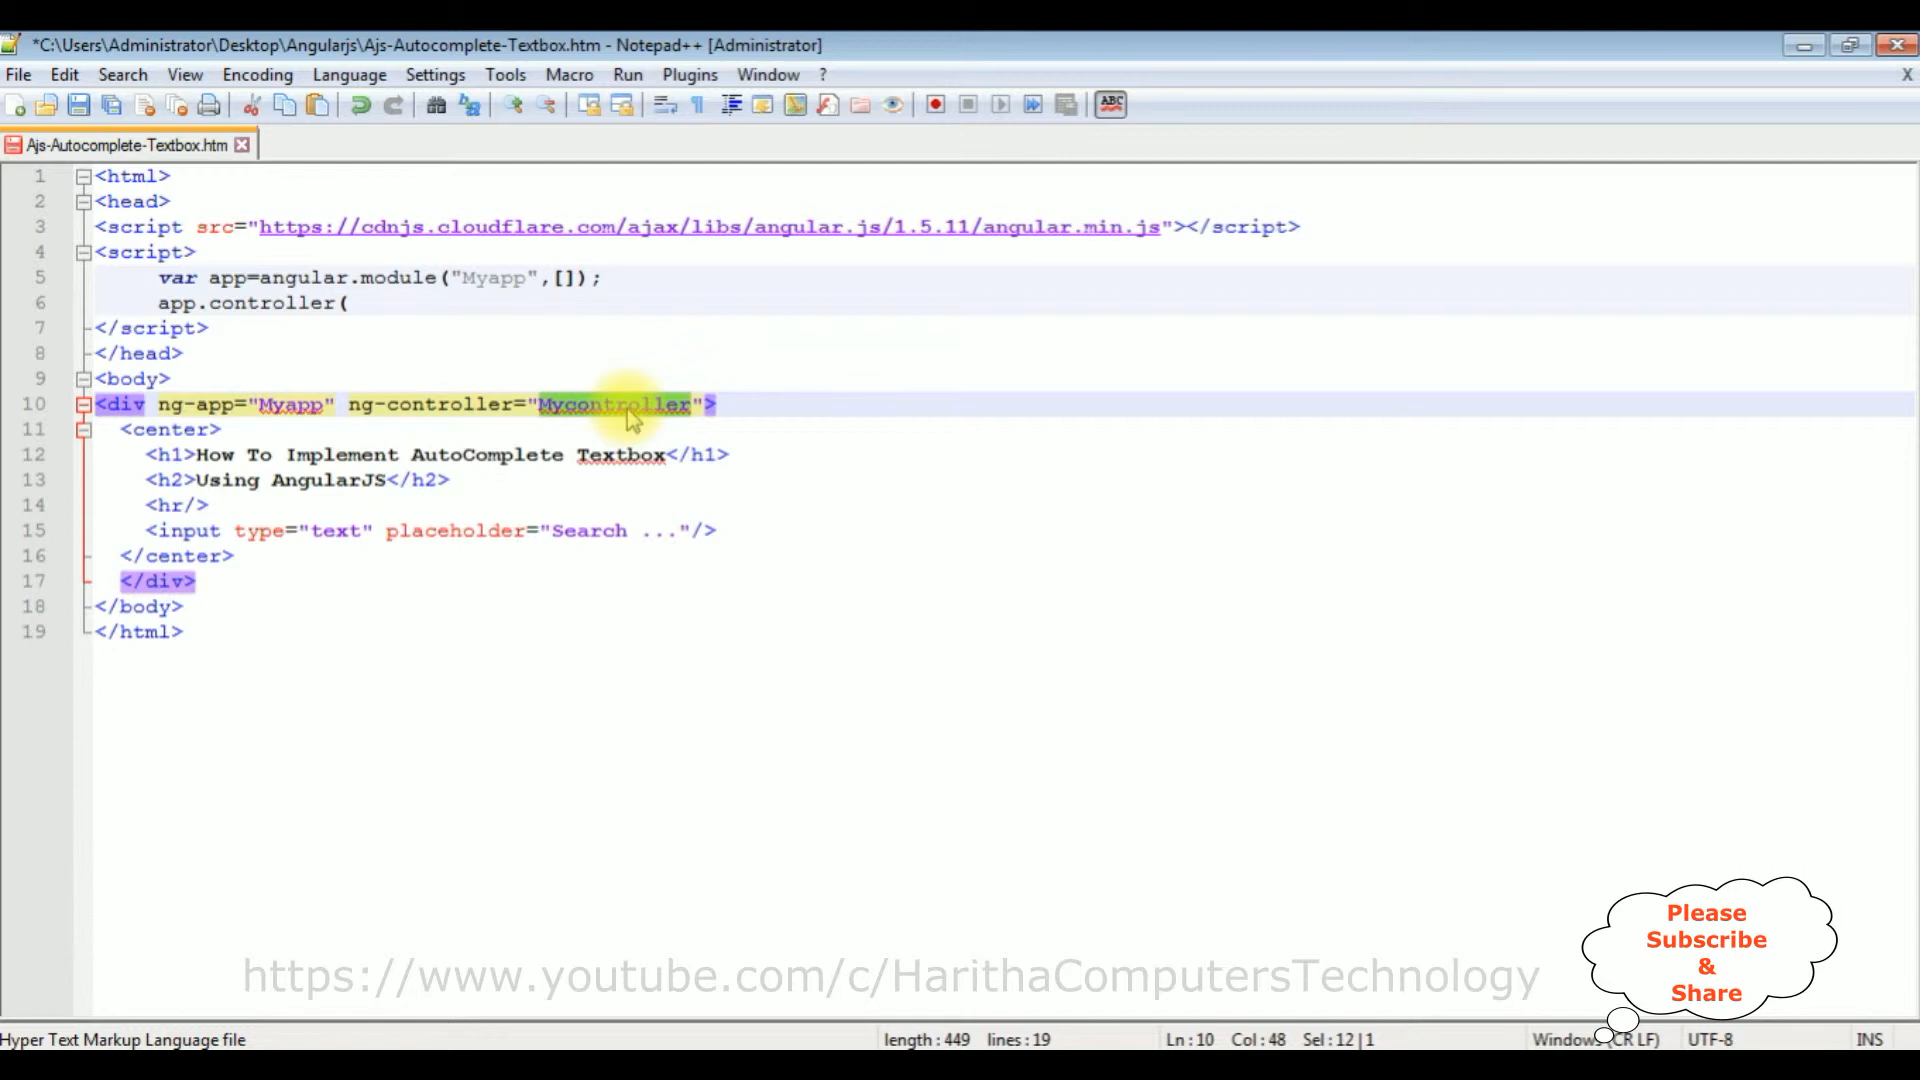 *C:\Users\Administrator\Desktop\Angularjs\Ajs-Autocomplete-Textbox.htm - Notepad++ [Administrator]
File Edit Search View Encoding Language Settings Tools Macro Run Plugins Window ? X
ABC
Ajs-Autocomplete-Textbox.htm
1 <html>
2 <head>
3 <script src="https://cdnjs.cloudflare.com/ajax/libs/angular.js/1.5.11/angular.min.js"></script>
4 <script>
5 var app=angular.module("Myapp",[]);
6 app.controller(
7 </script>
8 </head>
9 <body>
10 <div ng-app="Myapp" ng-controller="Mycontroller">
11 <center>
12 <h1>How To Implement AutoComplete Textbox</h1>
13 <h2>Using AngularJS</h2>
14 <hr/>
15 <input type="text" placeholder="Search ..."/>
16 </center>
17 </div>
18 </body>
19 </html>
Please
Subscribe
&
Share
https://www.youtube.com/c/HarithaComputersTechnology
Hyper Text Markup Language file length : 449 lines : 19 Ln : 10 Col : 48 Sel : 12 | 1 Windows (CR LF) UTF-8 INS